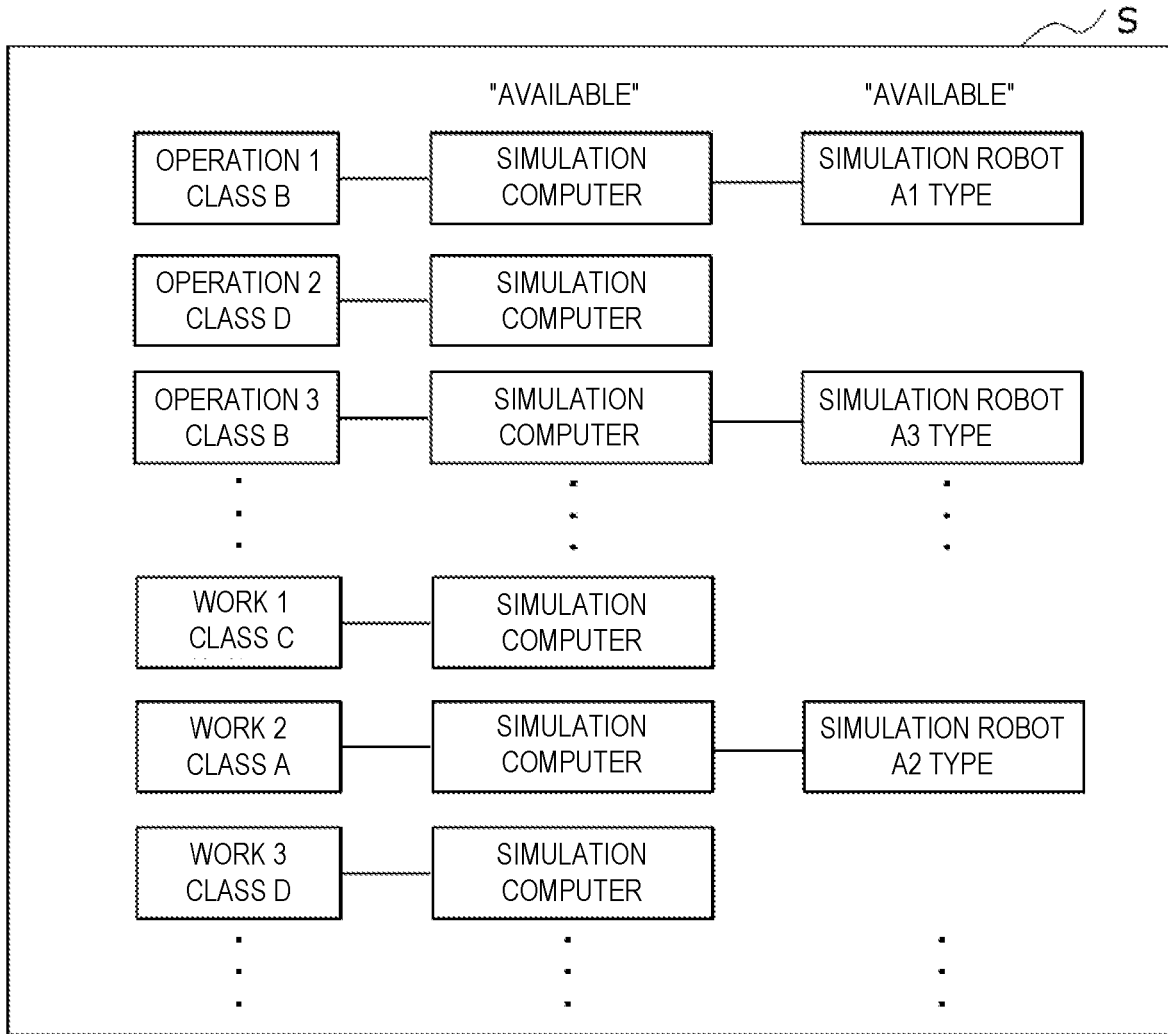 S
"AVAILABLE" "AVAILABLE"
OPERATION 1
CLASS B
SIMULATION
COMPUTER
SIMULATION ROBOT
A1 TYPE
OPERATION 2
CLASS D
SIMULATION
COMPUTER
OPERATION 3
CLASS B
SIMULATION
COMPUTER
SIMULATION ROBOT
A3 TYPE
WORK 1
CLASS C
SIMULATION
COMPUTER
WORK 2
CLASS A
SIMULATION
COMPUTER
SIMULATION ROBOT
A2 TYPE
WORK 3
CLASS D
SIMULATION
COMPUTER